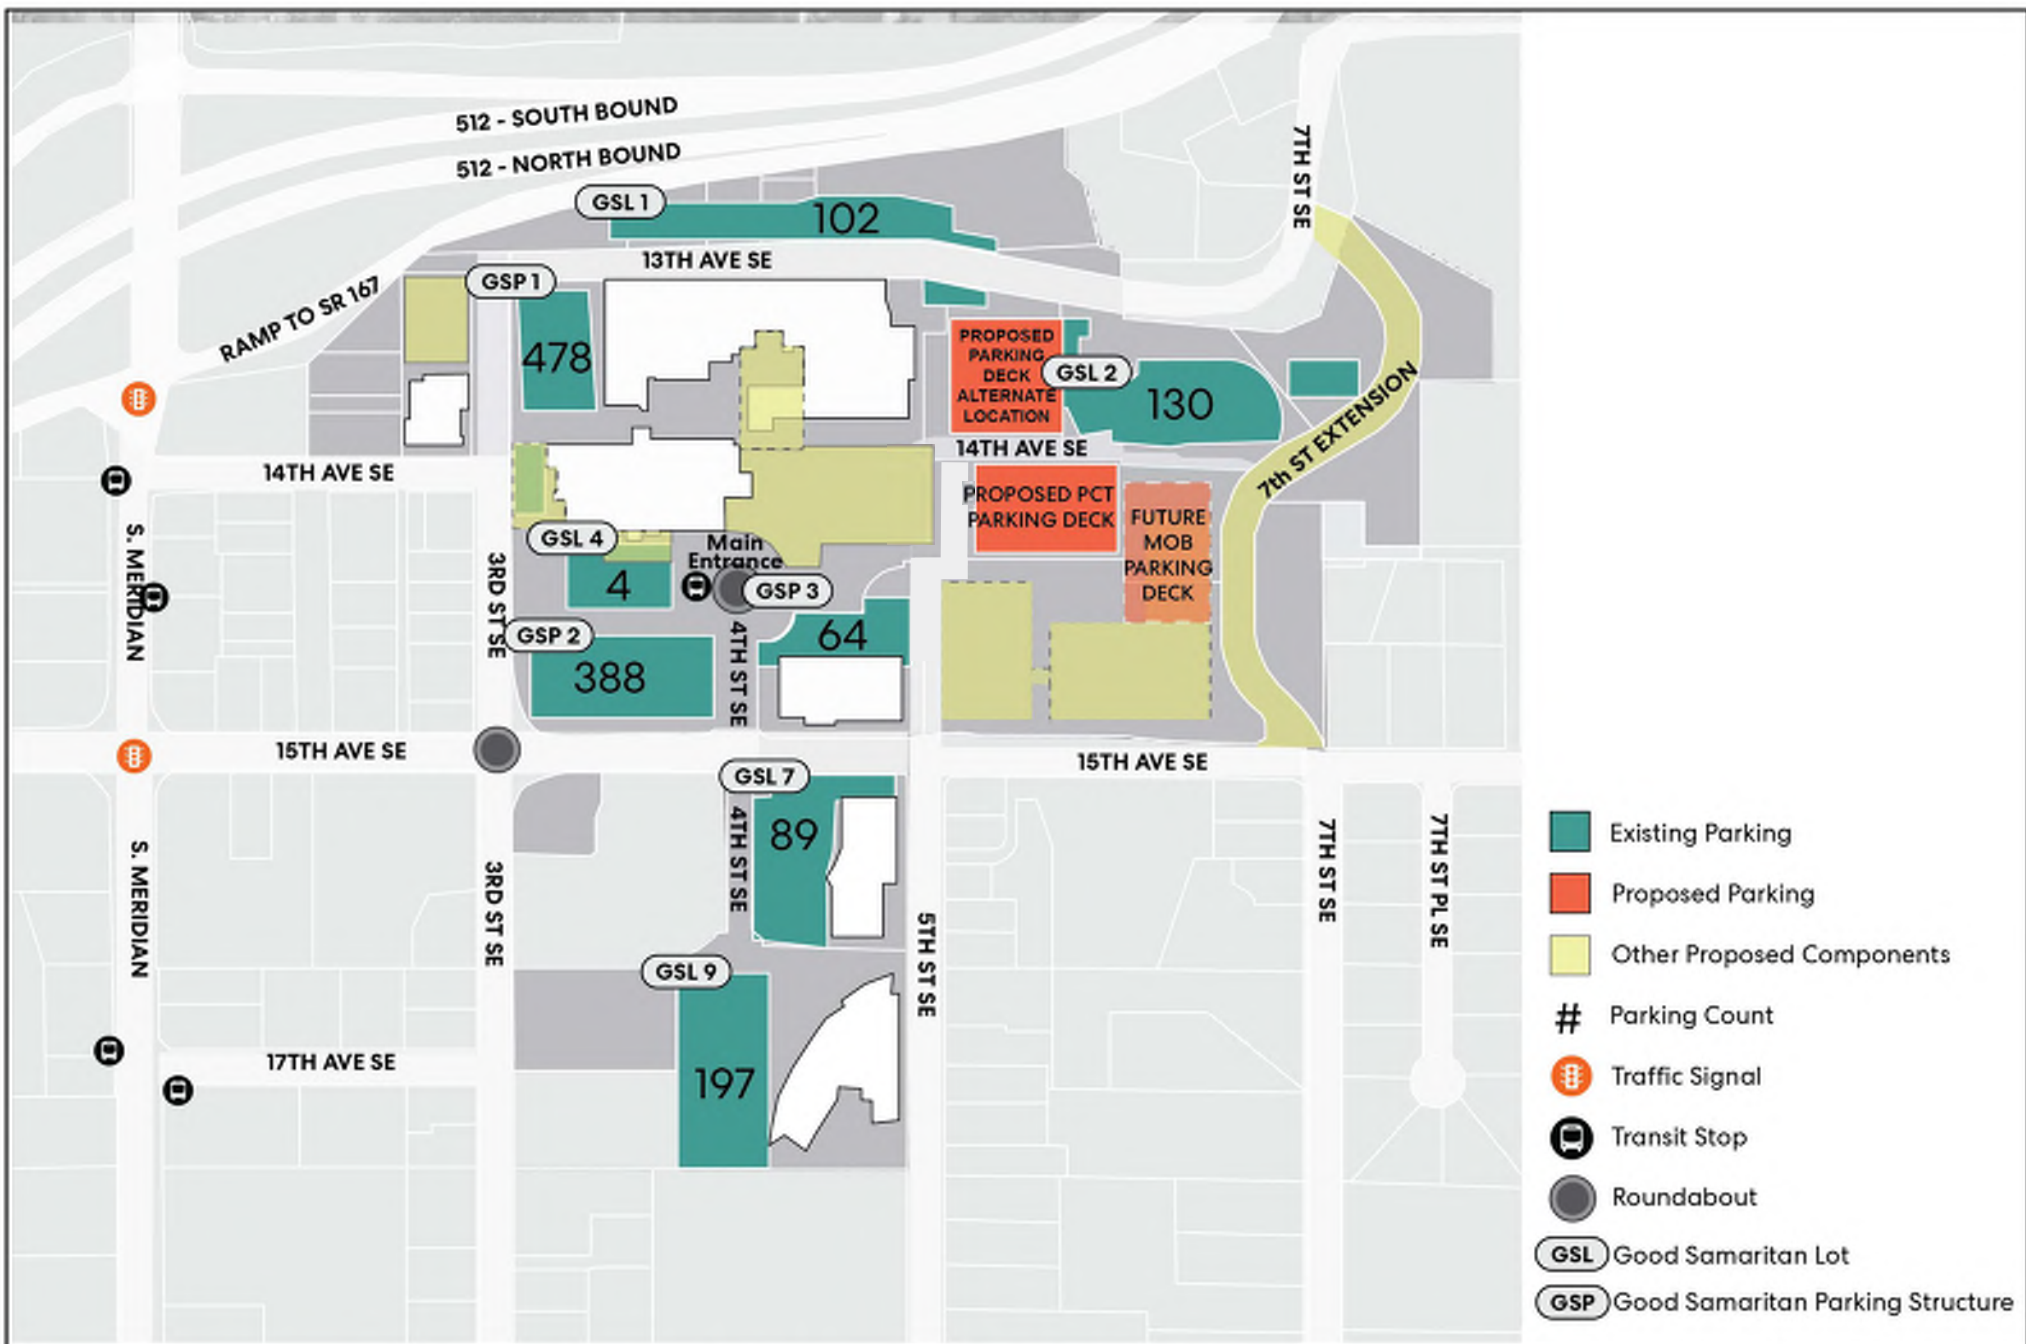 512 - SOUTH BOUND
512 - NORTH BOUND
7TH ST SE
GSL 1
102
13TH AVE SE
RAMP TO SR 167
GSP 1
478
PROPOSED
PARKING
DECK
ALTERNATE
LOCATION
GSL 2
130
7th ST EXTENSION
14TH AVE SE
14TH AVE SE
PROPOSED PCT
PARKING DECK
FUTURE
MOB
PARKING
DECK
GSL 4
Main
Entrance
4
GSP 3
S. MERIDIAN
3RD ST SE
GSP 2
388
4TH ST SE
64
15TH AVE SE
15TH AVE SE
GSL 7
89
4TH ST SE
S. MERIDIAN
3RD ST SE
5TH ST SE
7TH ST SE
7TH ST PL SE
GSL 9
197
17TH AVE SE
Existing Parking
Proposed Parking
Other Proposed Components
# Parking Count
Traffic Signal
Transit Stop
Roundabout
GSL Good Samaritan Lot
GSP Good Samaritan Parking Structure